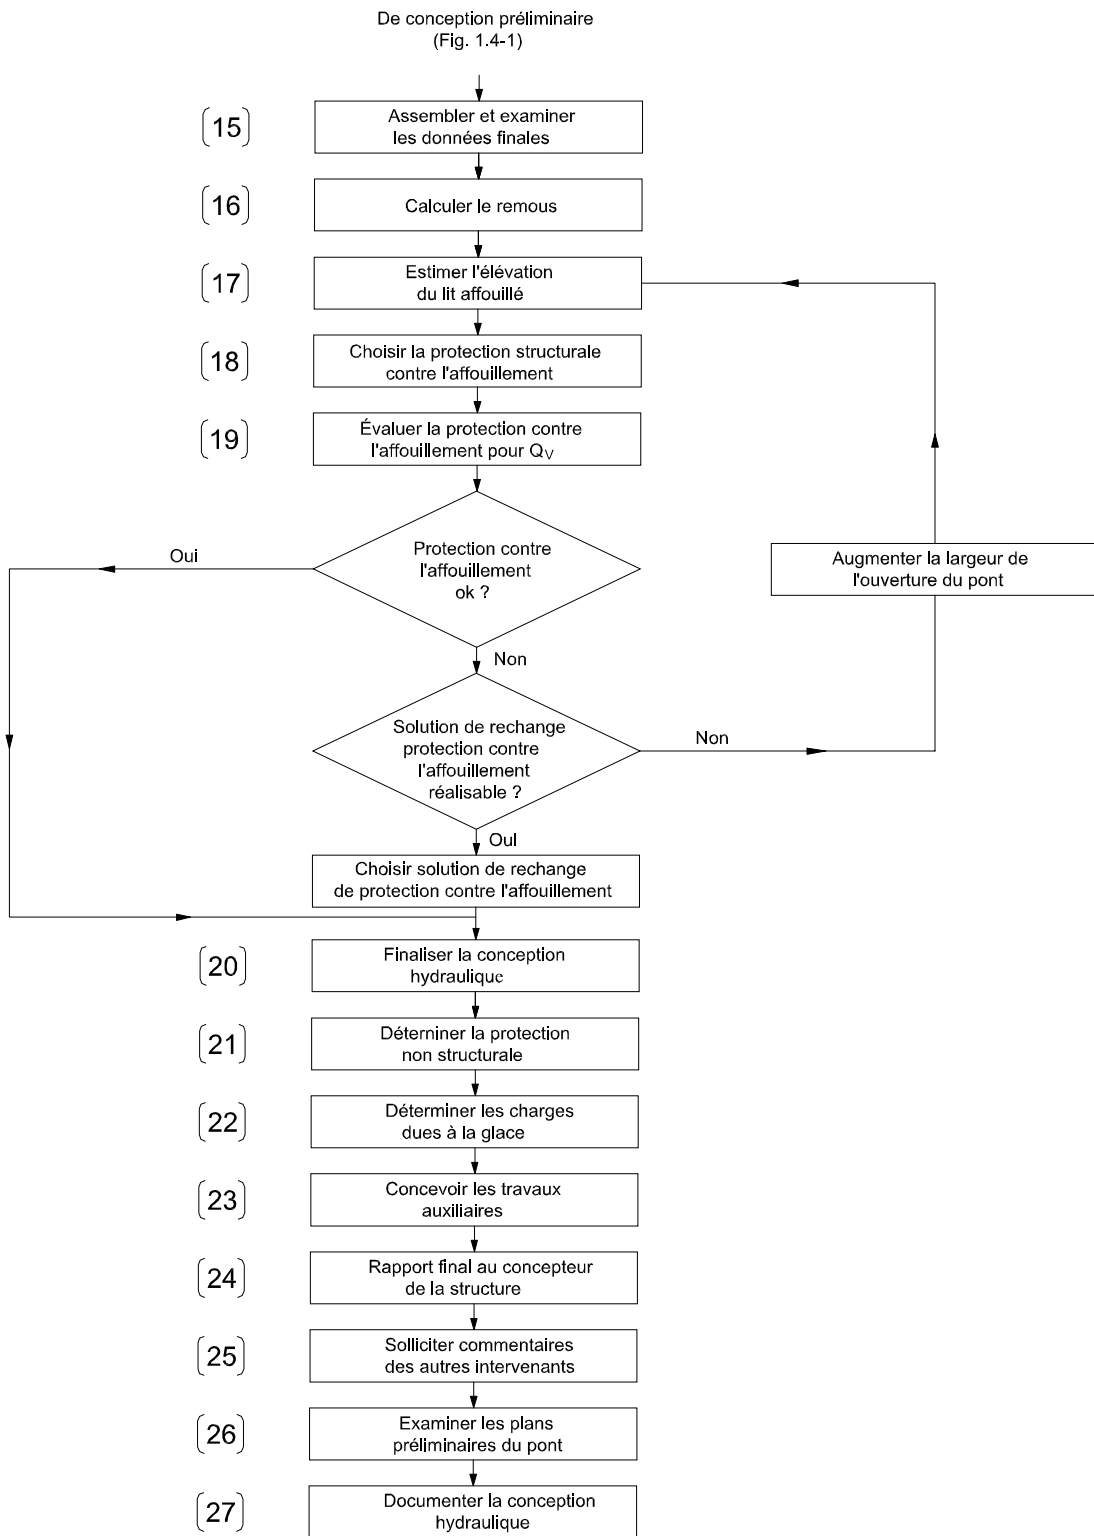 De conception préliminaire
(Fig. 1.4-1)
15
Assembler et examiner
les données finales
16
Calculer le remous
17
Estimer l'élévation
du lit affouillé
18
Choisir la protection structurale
contre l'affouillement
19
Évaluer la protection contre
l'affouillement pour QV
Protection contre
l'affouillement
ok ?
Oui
Non
Augmenter la largeur de
l'ouverture du pont
Solution de rechange
protection contre
l'affouillement
réalisable ?
Non
Oui
Choisir solution de rechange
de protection contre l'affouillement
20
Finaliser la conception
hydraulique
21
Déterniner la protection
non structurale
22
Déterminer les charges
dues à la glace
23
Concevoir les travaux
auxiliaires
24
Rapport final au concepteur
de la structure
25
Solliciter commentaires
des autres intervenants
26
Examiner les plans
préliminaires du pont
27
Documenter la conception
hydraulique